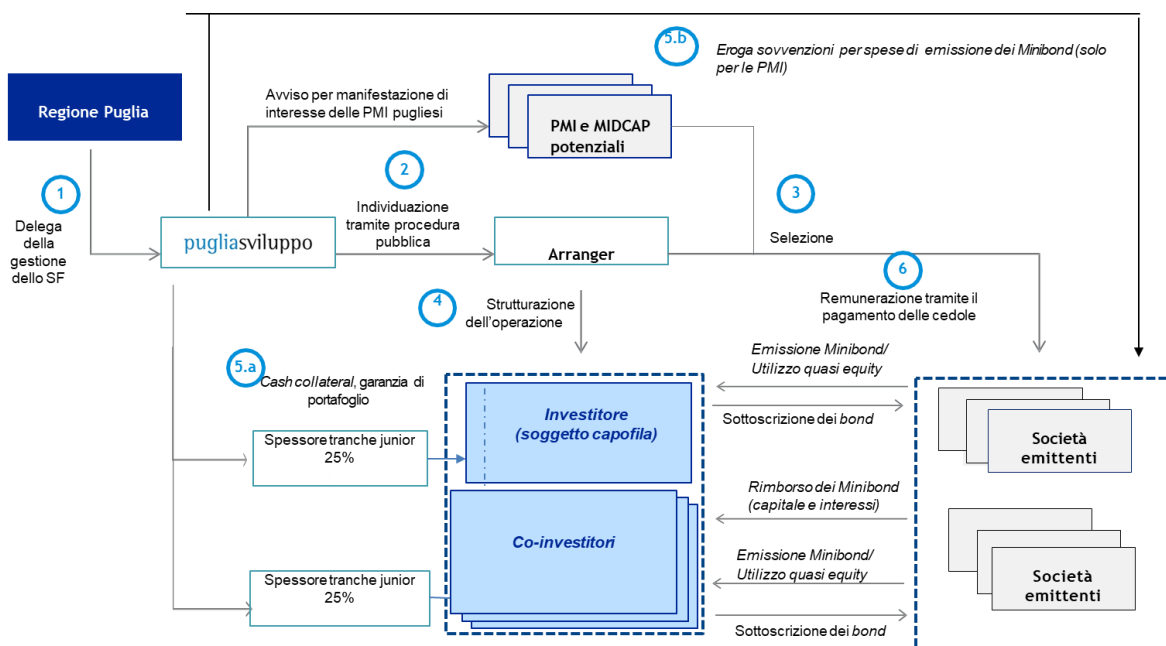 5.b
Eroga sovvenzioni per spese di emissione dei Minibond (solo
per le PMI)
Regione Puglia
Avviso per manifestazione di
interesse delle PMI pugliesi
PMI e MIDCAP
potenziali
1
2
3
Delega
della
gestione
dello SF
pugliasviluppo
Individuazione
tramite procedura
pubblica
Arranger
Selezione
6
Remunerazione tramite il
pagamento delle cedole
4
Strutturazione
dell'operazione
5.a
Cash collateral, garanzia di
portafoglio
Emissione Minibond/
Utilizzo quasi equity
Investitore
(soggetto capofila)
Sottoscrizione dei bond
Spessore tranche junior
25%
Società
emittenti
Rimborso dei Minibond
(capitale e interessi)
Co-investitori
Emissione Minibond/
Utilizzo quasi equity
Spessore tranche junior
25%
Società
emittenti
Sottoscrizione dei bond